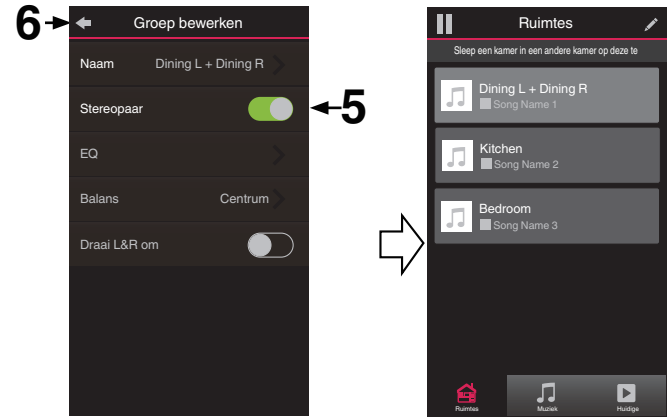 6
Groep bewerken
Naam Dining L + Dining R
Stereopaar
5
EQ
Balans Centrum
Draai L&R om
Ruimtes
Sleep een kamer in een andere kamer op deze te
Dining L + Dining R
Song Name 1
Kitchen
Song Name 2
Bedroom
Song Name 3
Ruimtes Muziek Huidige